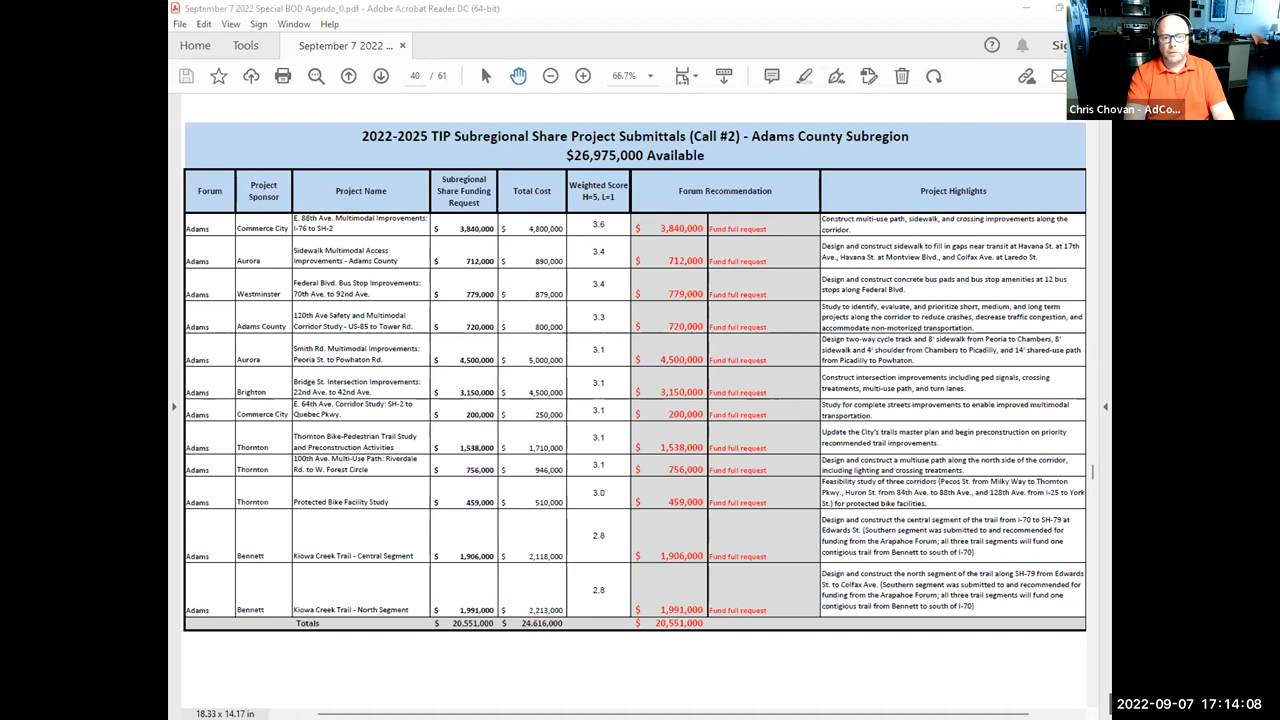 September 7 2022 Special BOD Agenda_0.pdf - Adobe Acrobat Reader DC (64-bit)
File Edit View Sign Window Help
Home Tools September 7 2022 ... × Si
40 / 61 66.7%
Chris Chovan - AdCo...
2022-2025 TIP Subregional Share Project Submittals (Call #2) - Adams County Subregion
$26,975,000 Available
Forum Project Sponsor Project Name Subregional Share Funding Request Total Cost Weighted Score H=5, L=1 Forum Recommendation Project Highlights
Adams Commerce City E. 88th Ave. Multimodal Improvements: I-76 to SH-2 $ 3,840,000 $ 4,800,000 3.6 $ 3,840,000 Fund full request Construct multi-use path, sidewalk, and crossing improvements along the corridor.
Adams Aurora Sidewalk Multimodal Access Improvements - Adams County $ 712,000 $ 890,000 3.4 $ 712,000 Fund full request Design and construct sidewalk to fill in gaps near transit at Havana St. at 17th Ave., Havana St. at Montview Blvd., and Colfax Ave. at Laredo St.
Adams Westminster Federal Blvd. Bus Stop Improvements: 70th Ave. to 92nd Ave. $ 779,000 $ 879,000 3.4 $ 779,000 Fund full request Design and construct concrete bus pads and bus stop amenities at 12 bus stops along Federal Blvd.
Adams Adams County 120th Ave Safety and Multimodal Corridor Study - US-85 to Tower Rd. $ 720,000 $ 800,000 3.3 $ 720,000 Fund full request Study to identify, evaluate, and prioritize short, medium, and long term projects along the corridor to reduce crashes, decrease traffic congestion, and accommodate non-motorized transportation.
Adams Aurora Smith Rd. Multimodal Improvements: Peoria St. to Powhaton Rd. $ 4,500,000 $ 5,000,000 3.1 $ 4,500,000 Fund full request Design two-way cycle track and 8' sidewalk from Peoria to Chambers, 8' sidewalk and 4' shoulder from Chambers to Picadilly, and 14' shared-use path from Picadilly to Powhaton.
Adams Brighton Bridge St. Intersection Improvements: 22nd Ave. to 42nd Ave. $ 3,150,000 $ 4,500,000 3.1 $ 3,150,000 Fund full request Construct intersection improvements including ped signals, crossing treatments, multi-use path, and turn lanes.
Adams Commerce City E. 64th Ave. Corridor Study: SH-2 to Quebec Pkwy. $ 200,000 $ 250,000 3.1 $ 200,000 Fund full request Study for complete streets improvements to enable improved multimodal transportation.
Adams Thornton Thornton Bike-Pedestrian Trail Study and Preconstruction Activities $ 1,538,000 $ 1,710,000 3.1 $ 1,538,000 Fund full request Update the City's trails master plan and begin preconstruction on priority recommended trail improvements.
Adams Thornton 100th Ave. Multi-Use Path: Riverdale Rd. to W. Forest Circle $ 756,000 $ 946,000 3.1 $ 756,000 Fund full request Design and construct a multiuse path along the north side of the corridor, including lighting and crossing treatments.
Adams Thornton Protected Bike Facility Study $ 459,000 $ 510,000 3.0 $ 459,000 Fund full request Feasibility study of three corridors (Pecos St. from Milky Way to Thornton Pkwy., Huron St. from 84th Ave. to 88th Ave., and 128th Ave. from I-25 to York St.) for protected bike facilities.
Adams Bennett Kiowa Creek Trail - Central Segment $ 1,906,000 $ 2,118,000 2.8 $ 1,906,000 Fund full request Design and construct the central segment of the trail from I-70 to SH-79 at Edwards St. (Southern segment was submitted to and recommended for funding from the Arapahoe Forum; all three trail segments will fund one contigious trail from Bennett to south of I-70)
Adams Bennett Kiowa Creek Trail - North Segment $ 1,991,000 $ 2,213,000 2.8 $ 1,991,000 Fund full request Design and construct the north segment of the trail along SH-79 from Edwards St. to Colfax Ave. (Southern segment was submitted to and recommended for funding from the Arapahoe Forum; all three trail segments will fund one contigious trail from Bennett to south of I-70)
Totals $ 20,551,000 $ 24,616,000 $ 20,551,000
18.33 x 14.17 in
2022-09-07 17:14:08